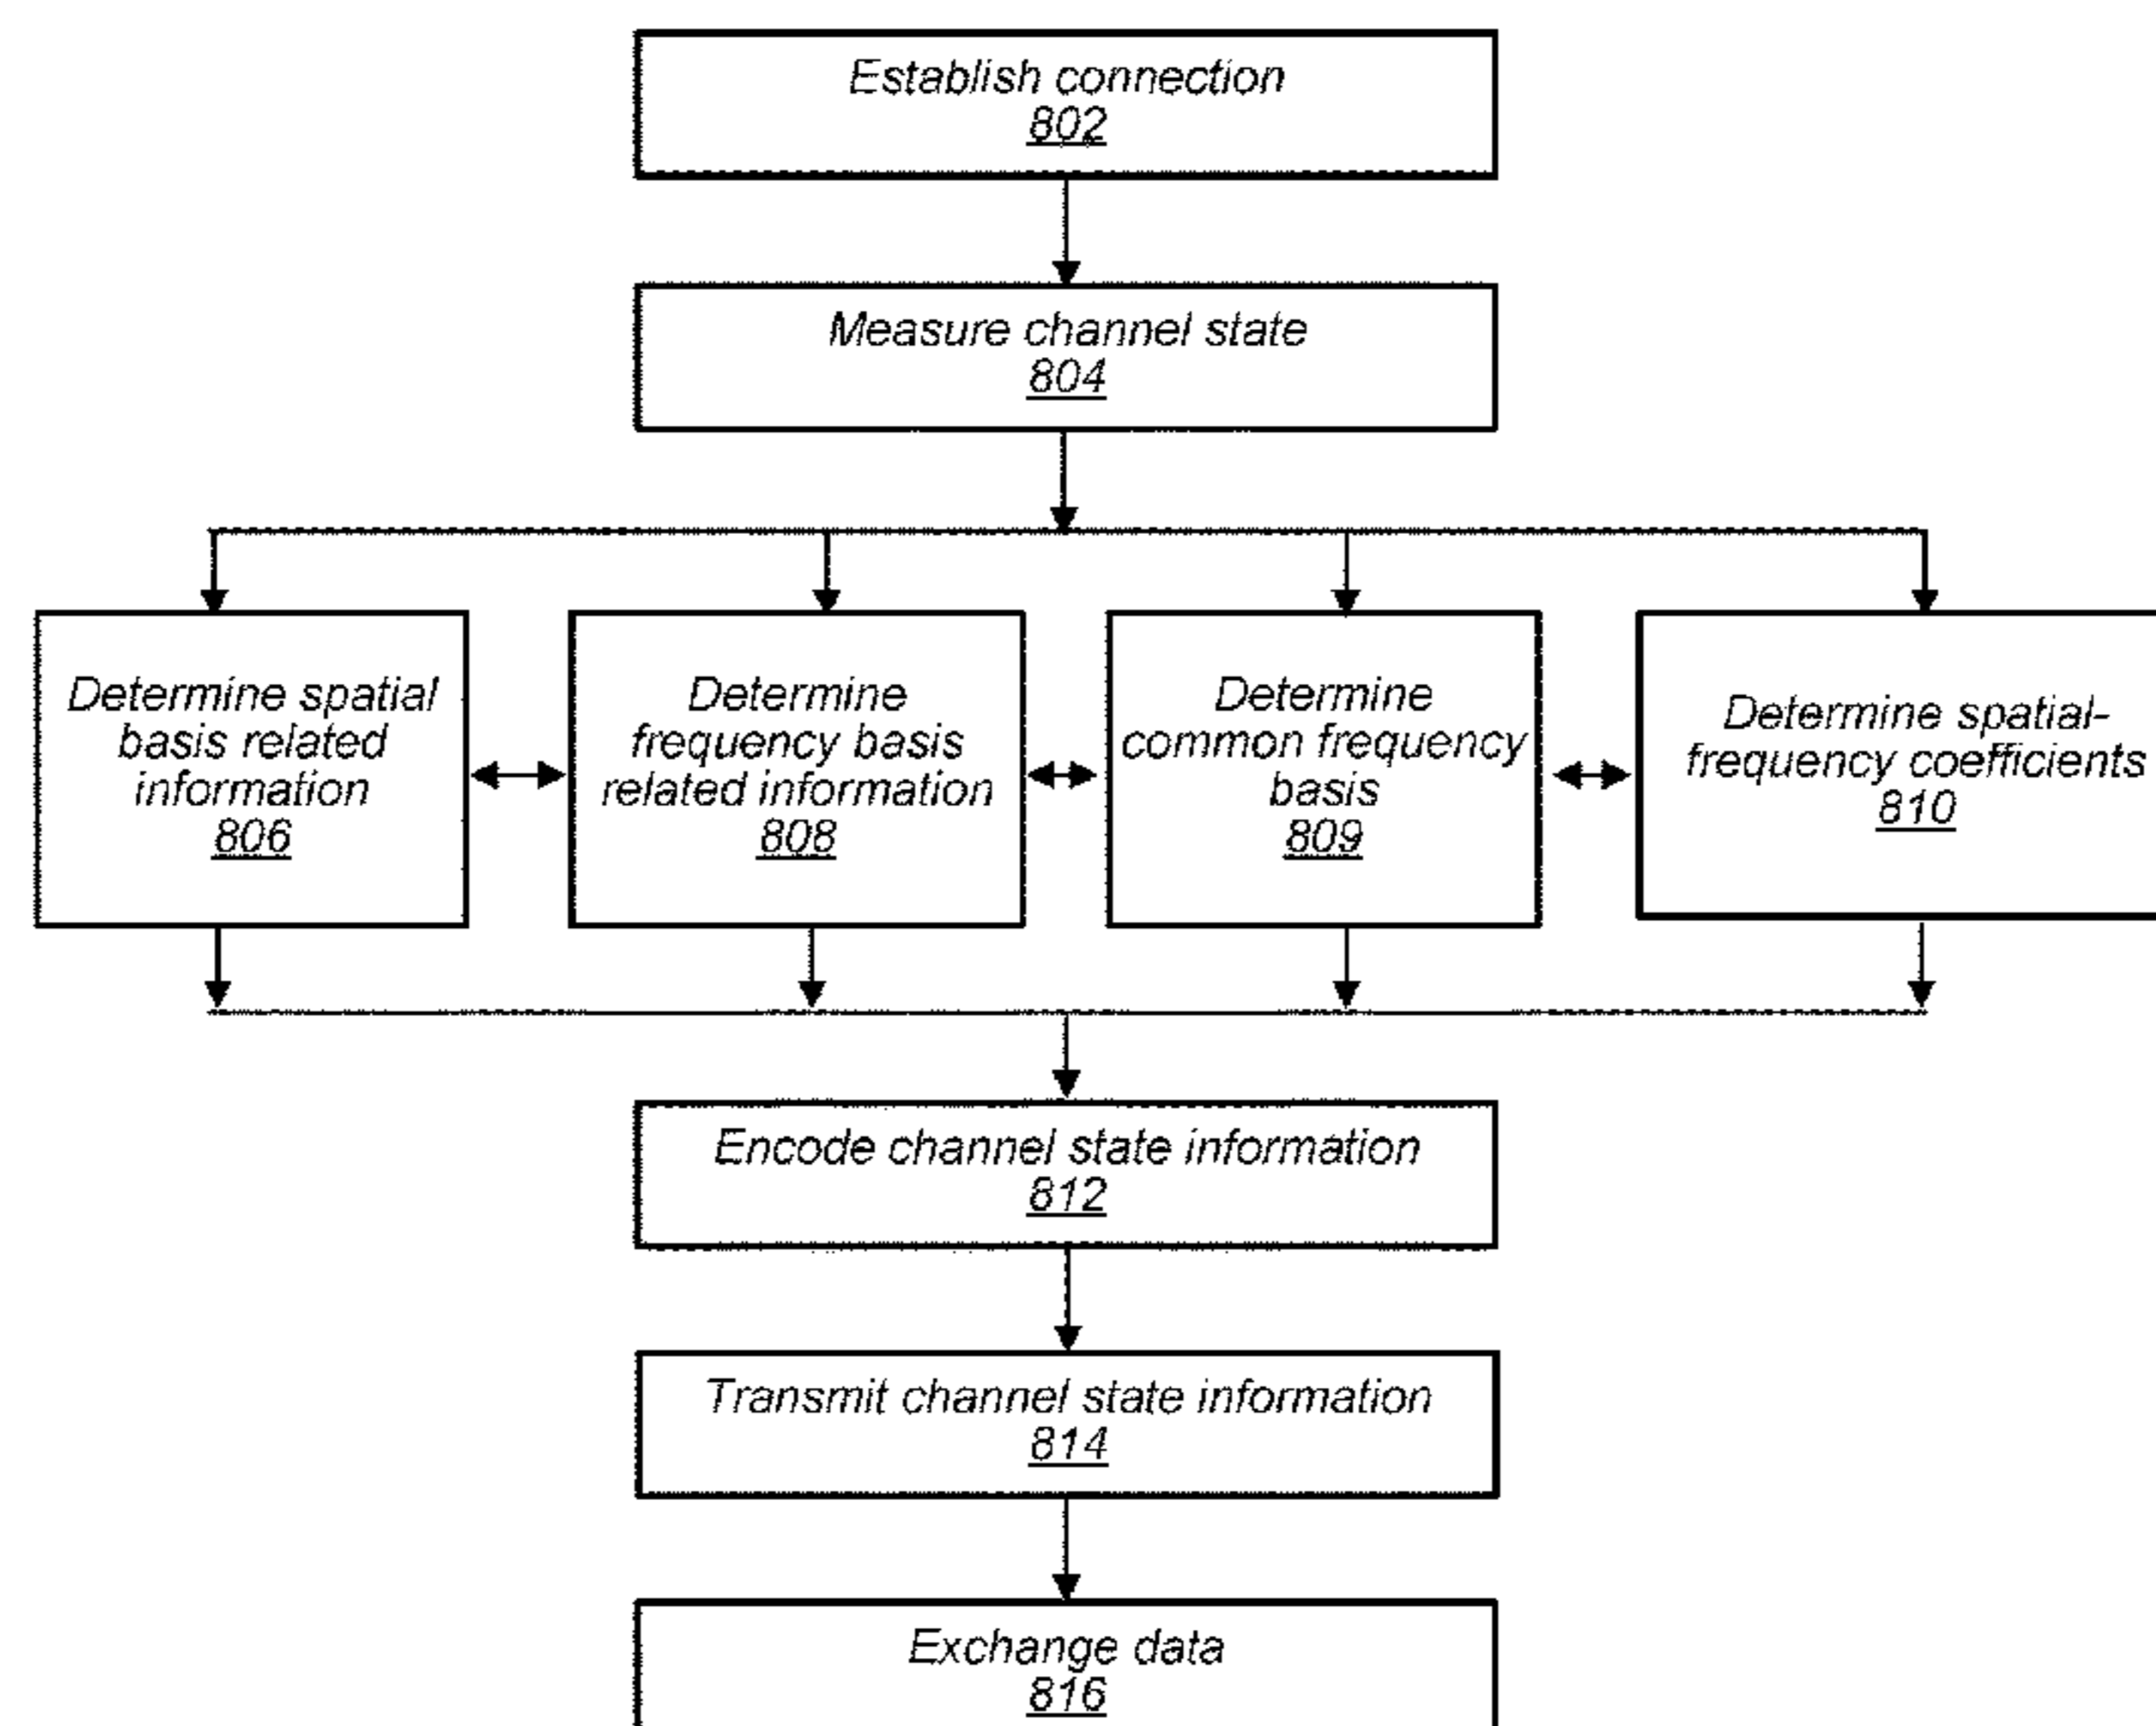 Establish connection
802
Measure channel state
804
Determine spatial
basis related
information
806
Determine
frequency basis
related information
808
Determine
common frequency
basis
809
Determine spatial-
frequency coefficients
810
Encode channel state information
812
Transmit channel state information
814
Exchange data
816